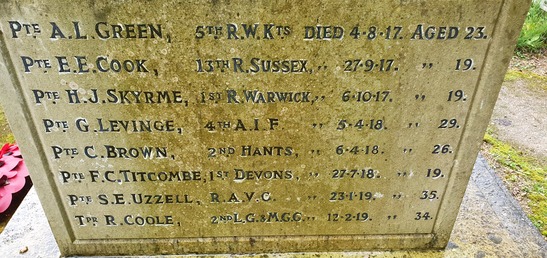 PTE A.L. GREEN, 5TH R.W.KTS DIED 4·8·17. AGED 23.
PTE E.E. COOK, 13TH R. SUSSEX, ,, 27·9·17. ,, 19.
PTE H.J. SKYRME, 1ST R. WARWICK, ,, 6·10·17. ,, 19.
PTE G. LEVINGE, 4TH A.I.F. ,, 5·4·18. ,, 29.
PTE C. BROWN, 2ND HANTS, ,, 6·4·18. ,, 26.
PTE F.C. TITCOMBE, 1ST DEVONS, ,, 27·7·18. ,, 19.
PTE S.E. UZZELL, R.A.V.C. ,, 23·1·19. ,, 35.
TPR R. COOLE, 2ND L.G.&M.G.G. ,, 12·2·19. ,, 34.